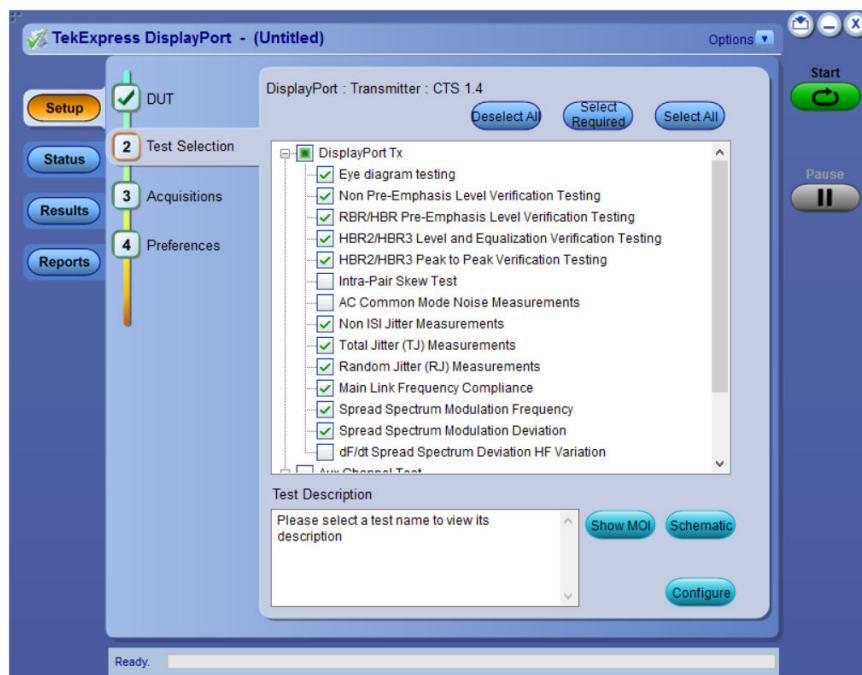 TekExpress DisplayPort - (Untitled)
Options
Start
Pause
Setup
Status
Results
Reports
DUT
2 Test Selection
3 Acquisitions
4 Preferences
DisplayPort : Transmitter : CTS 1.4
Deselect All
Select
Required
Select All
DisplayPort Tx
Eye diagram testing
Non Pre-Emphasis Level Verification Testing
RBR/HBR Pre-Emphasis Level Verification Testing
HBR2/HBR3 Level and Equalization Verification Testing
HBR2/HBR3 Peak to Peak Verification Testing
Intra-Pair Skew Test
AC Common Mode Noise Measurements
Non ISI Jitter Measurements
Total Jitter (TJ) Measurements
Random Jitter (RJ) Measurements
Main Link Frequency Compliance
Spread Spectrum Modulation Frequency
Spread Spectrum Modulation Deviation
dF/dt Spread Spectrum Deviation HF Variation
Aux Channel Test
Test Description
Please select a test name to view its
description
Show MOI
Schematic
Configure
Ready.